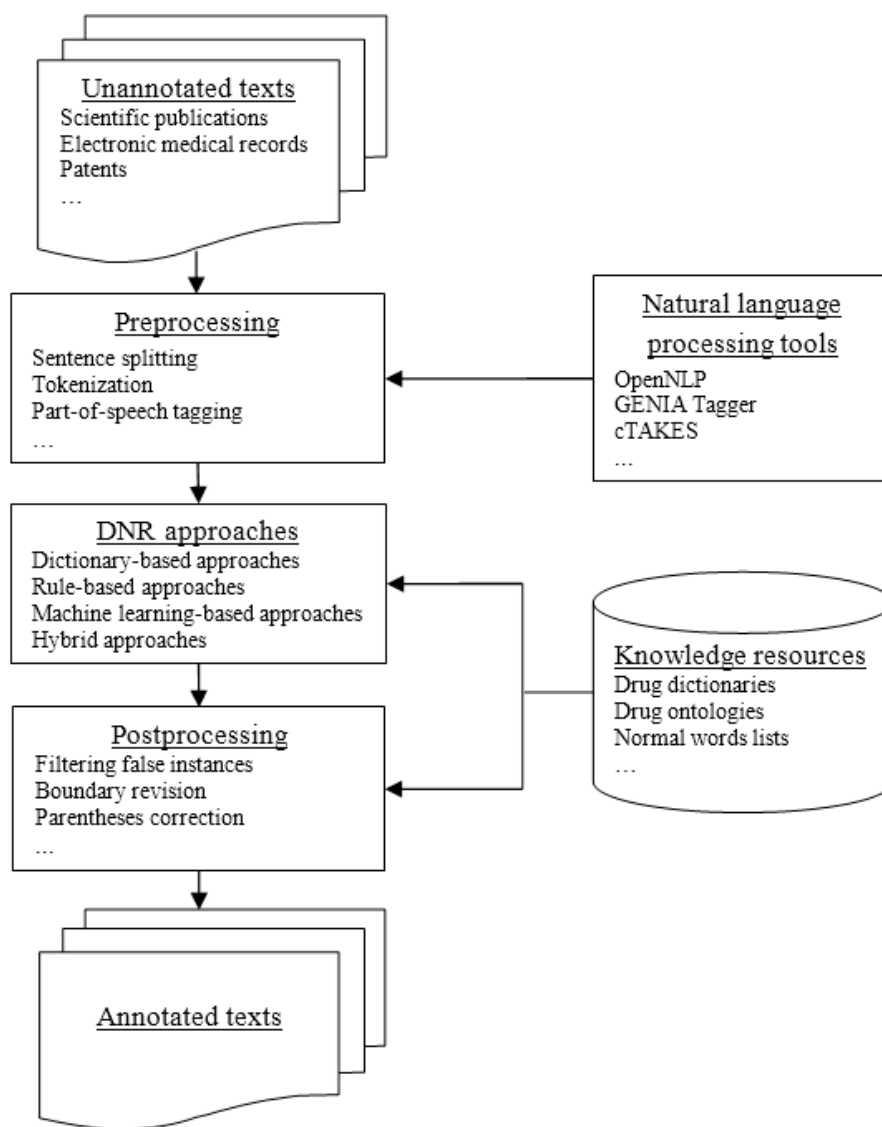 Unannotated texts
Scientific publications
Electronic medical records
Patents
…
Preprocessing
Sentence splitting
Tokenization
Part-of-speech tagging
…
Natural language
processing tools
OpenNLP
GENIA Tagger
cTAKES
...
DNR approaches
Dictionary-based approaches
Rule-based approaches
Machine learning-based approaches
Hybrid approaches
Knowledge resources
Drug dictionaries
Drug ontologies
Normal words lists
…
Postprocessing
Filtering false instances
Boundary revision
Parentheses correction
…
Annotated texts